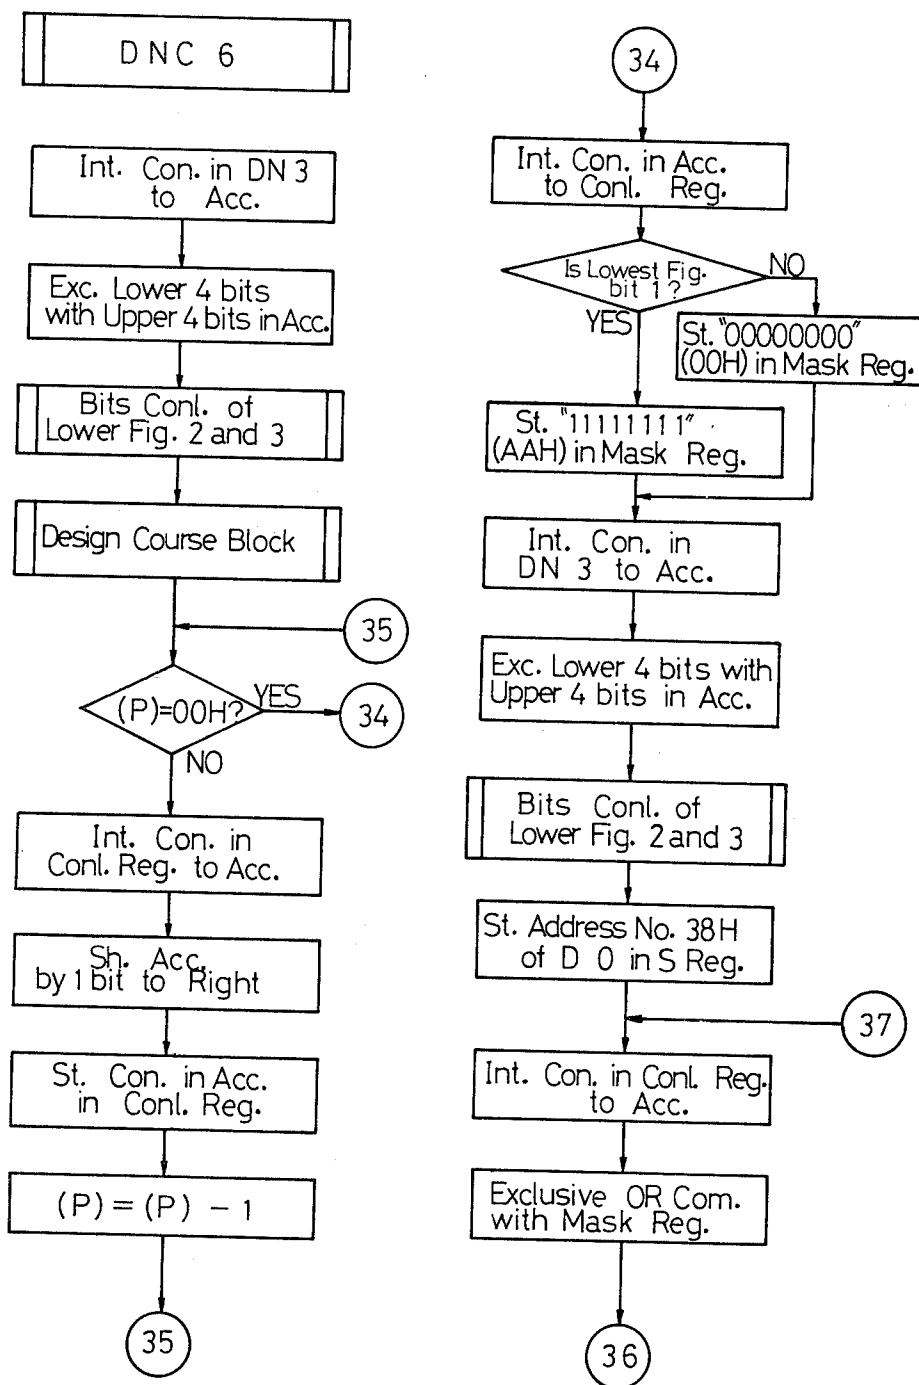 DNC 6
Int. Con. in DN 3
to Acc.
Exc. Lower 4 bits
with Upper 4 bits in Acc.
Bits Conl. of
Lower Fig. 2 and 3
Design Course Block
35
(P)=00H?
YES
34
NO
Int. Con. in
Conl. Reg. to Acc.
Sh. Acc.
by 1 bit to Right
St. Con. in Acc.
in Conl. Reg.
(P) = (P) - 1
35
34
Int. Con. in Acc.
to Conl. Reg.
Is Lowest Fig.
bit 1?
NO
YES
St. "00000000"
(00H) in Mask Reg.
St. "11111111"
(AAH) in Mask Reg.
Int. Con. in
DN 3 to Acc.
Exc. Lower 4 bits with
Upper 4 bits in Acc.
Bits Conl. of
Lower Fig. 2 and 3
St. Address No. 38H
of D 0 in S Reg.
37
Int. Con. in Conl. Reg.
to Acc.
Exclusive OR Com.
with Mask Reg.
36